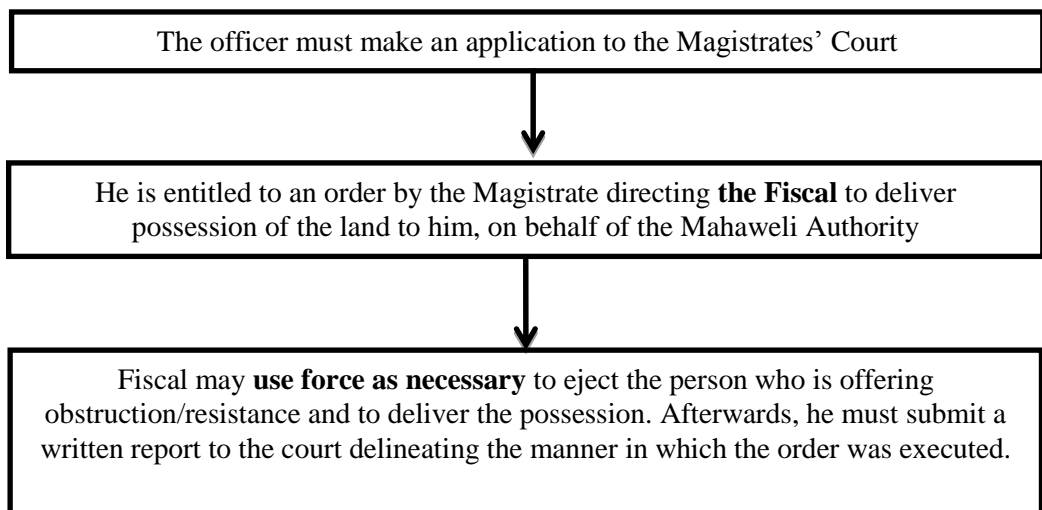 The officer must make an application to the Magistrates’ Court
He is entitled to an order by the Magistrate directing the Fiscal to deliver
possession of the land to him, on behalf of the Mahaweli Authority
Fiscal may use force as necessary to eject the person who is offering
obstruction/resistance and to deliver the possession. Afterwards, he must submit a
written report to the court delineating the manner in which the order was executed.